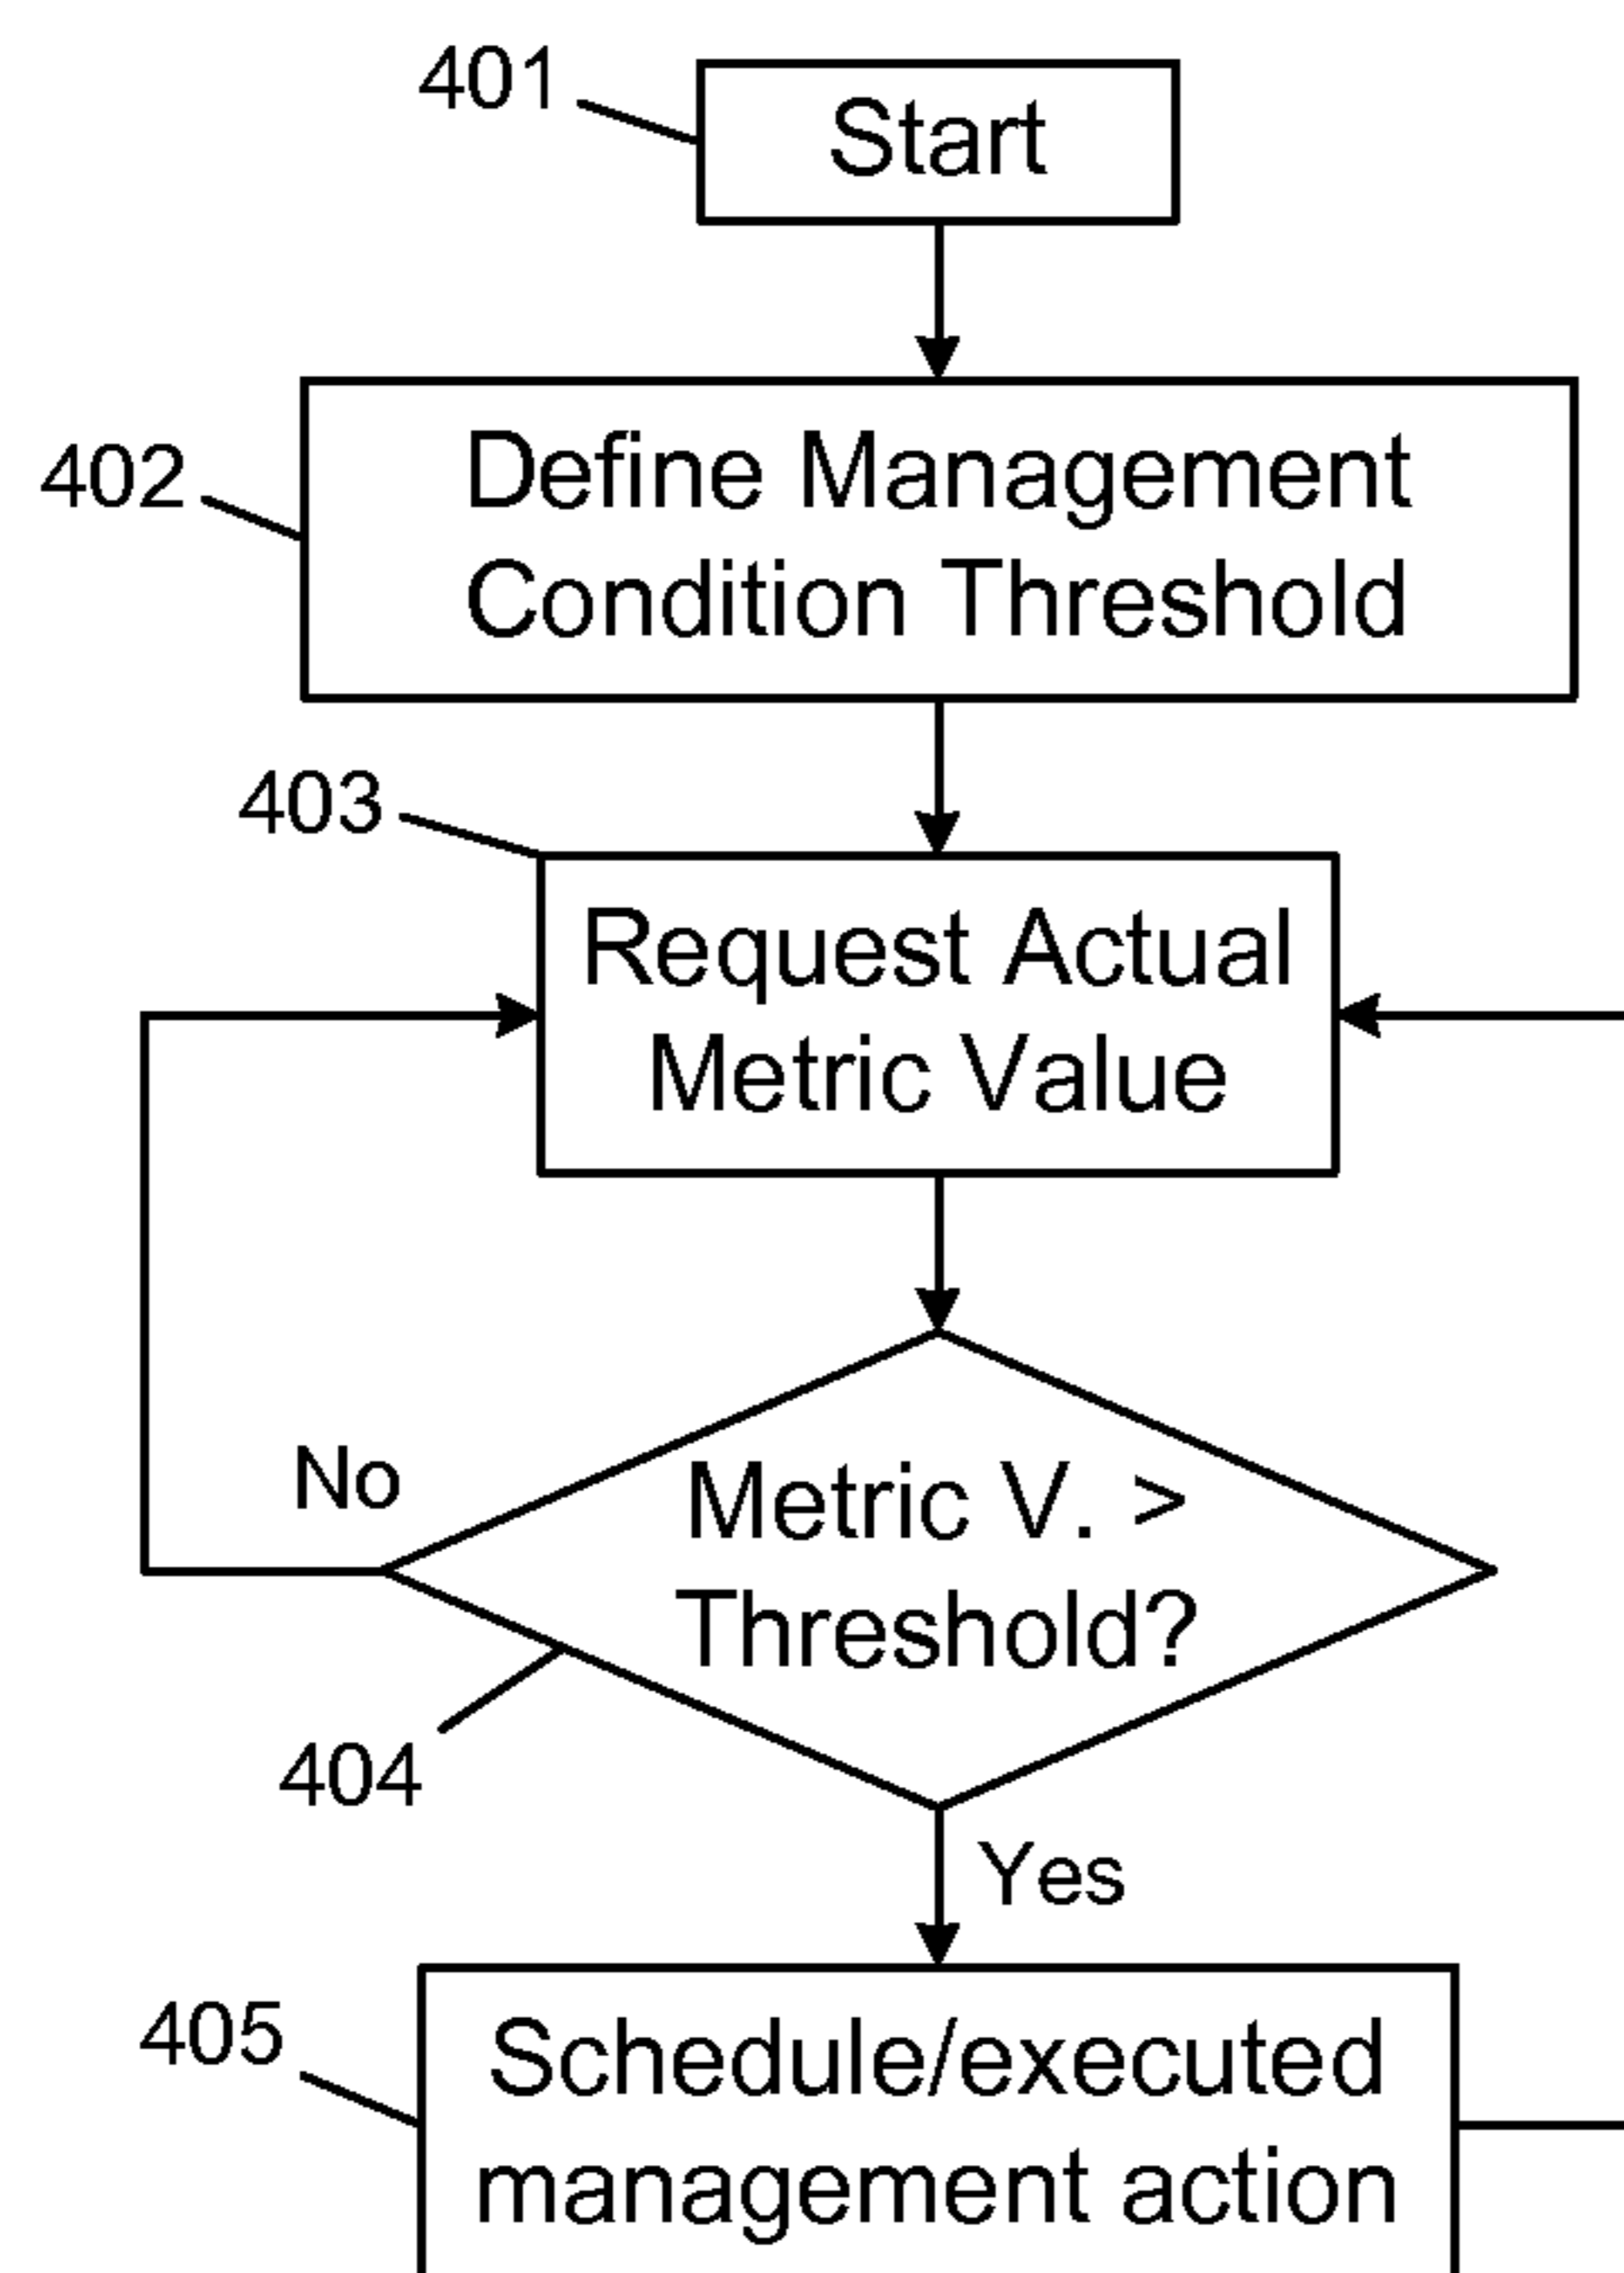 401
Start
402
Define Management
Condition Threshold
403
Request Actual
Metric Value
No
Metric V. >
Threshold?
404
Yes
405
Schedule/executed
management action